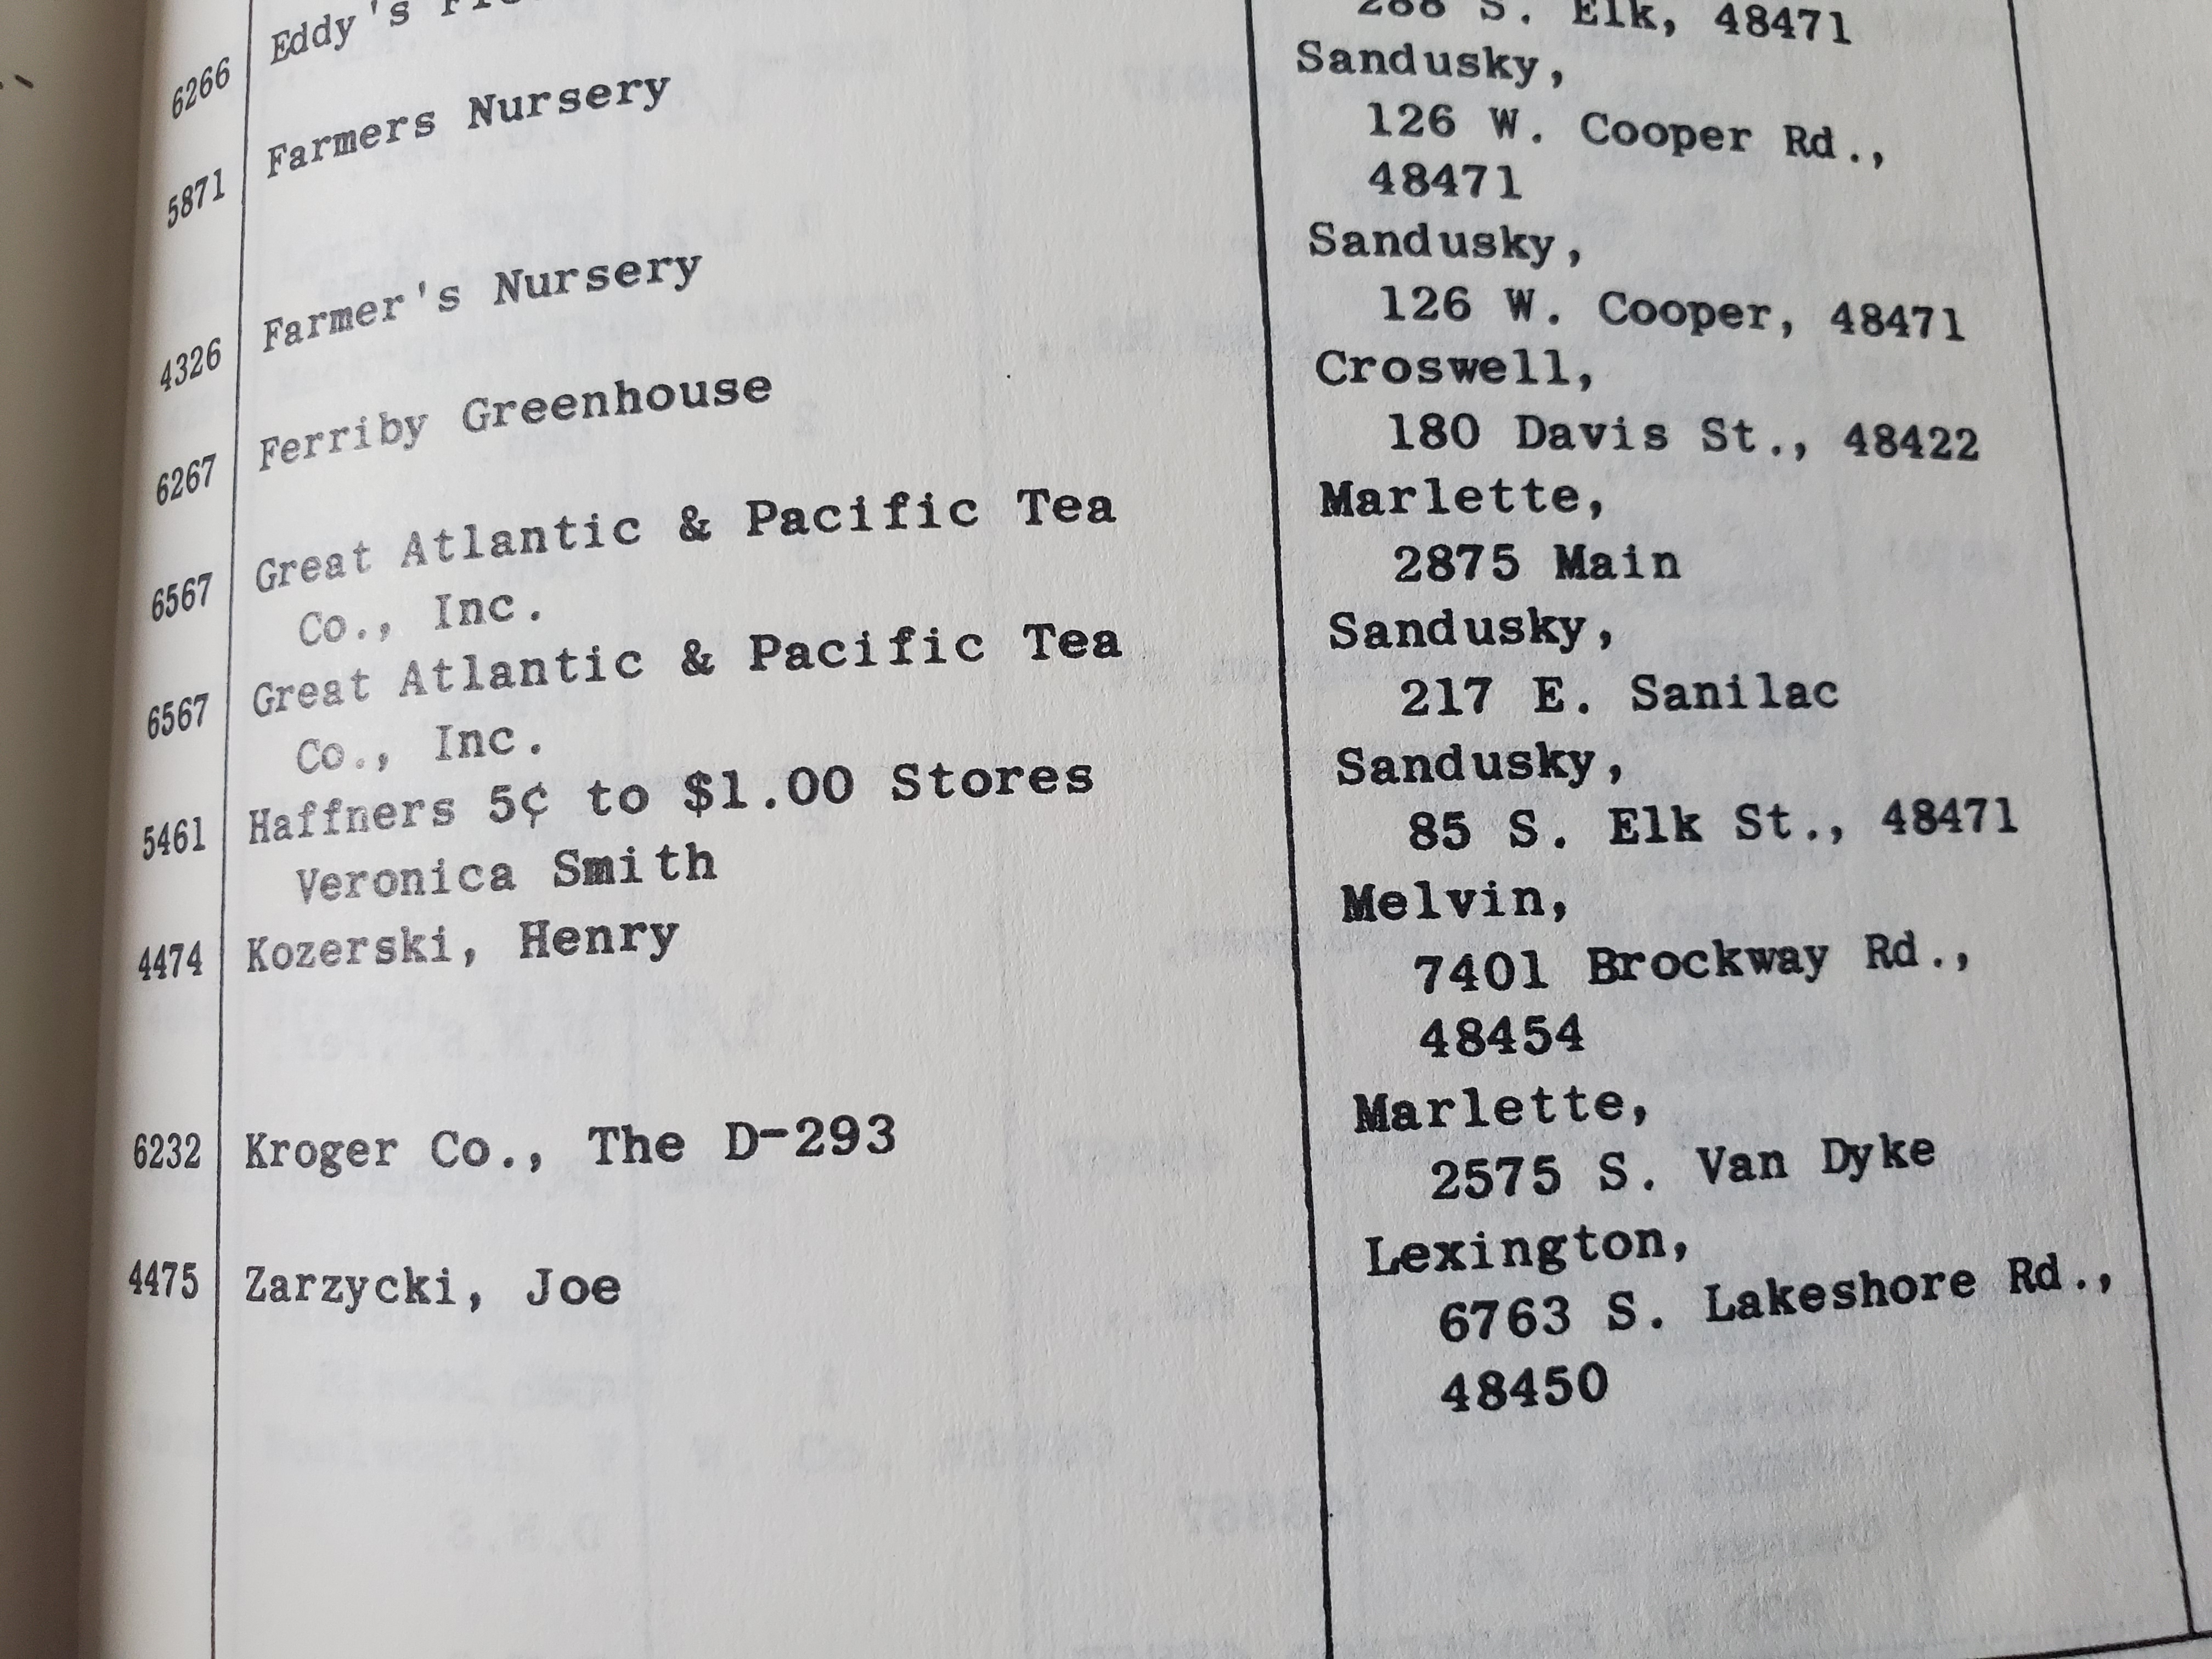 6266 Eddy's 288 S. Elk, 48471
5871 Farmers Nursery Sandusky,
126 W. Cooper Rd.,
48471
4326 Farmer's Nursery Sandusky,
126 W. Cooper, 48471
6267 Ferriby Greenhouse Croswell,
180 Davis St., 48422
6567 Great Atlantic & Pacific Tea Marlette,
Co., Inc. 2875 Main
6567 Great Atlantic & Pacific Tea Sandusky,
Co., Inc. 217 E. Sanilac
5461 Haffners 5¢ to $1.00 Stores Sandusky,
Veronica Smith 85 S. Elk St., 48471
4474 Kozerski, Henry Melvin,
7401 Brockway Rd.,
48454
6232 Kroger Co., The D-293 Marlette,
2575 S. Van Dyke
4475 Zarzycki, Joe Lexington,
6763 S. Lakeshore Rd.,
48450